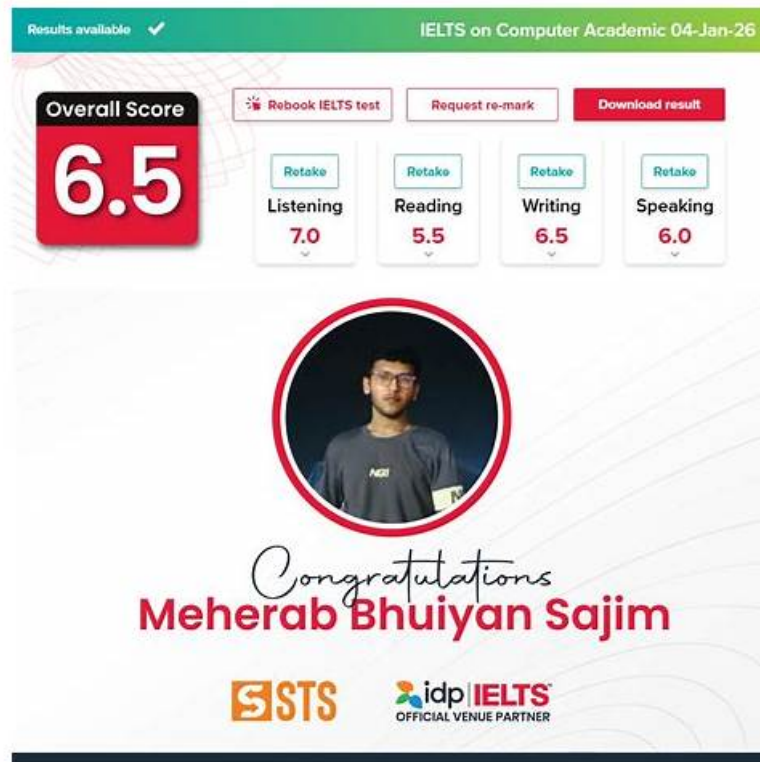 Results available
IELTS on Computer Academic 04-Jan-26
Overall Score
6.5
Rebook IELTS test
Request re-mark
Download result
Retake
Listening
7.0
Retake
Reading
5.5
Retake
Writing
6.5
Retake
Speaking
6.0
NGI
Congratulations
Meherab Bhuiyan Sajim
S STS
idp IELTS
OFFICIAL VENUE PARTNER